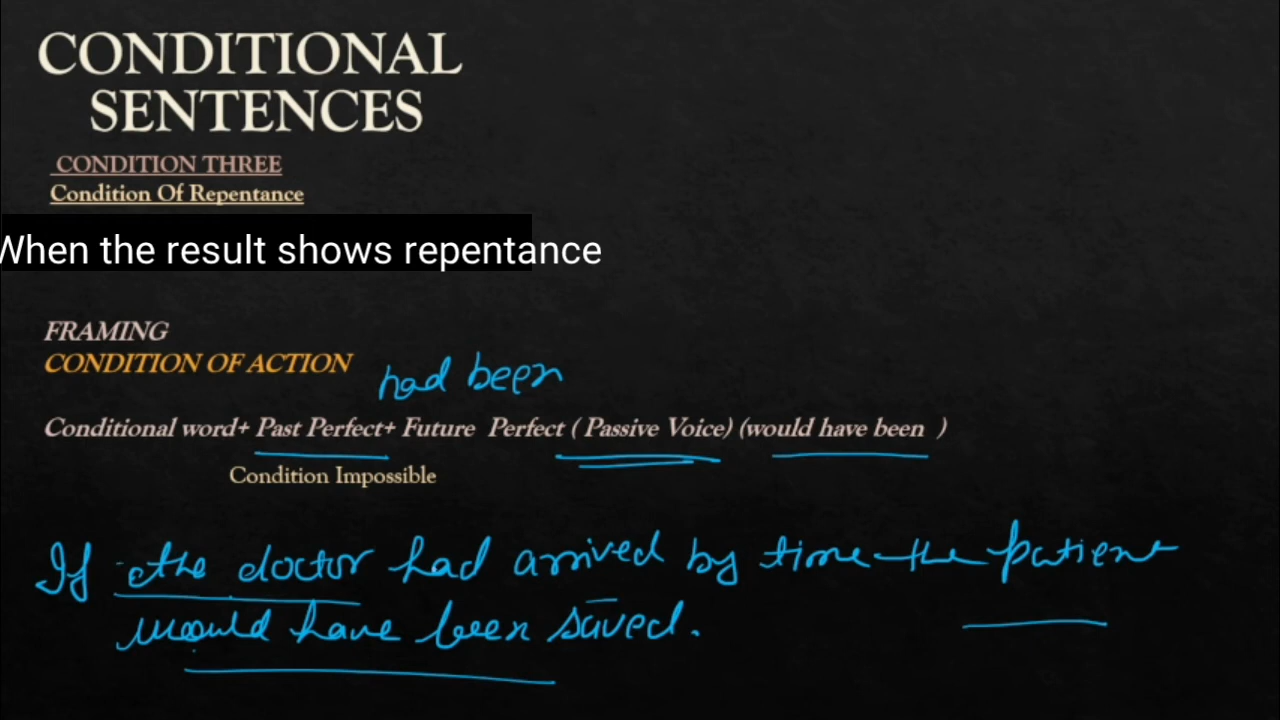 CONDITIONAL
SENTENCES
CONDITION THREE
Condition Of Repentance
When the result shows repentance
FRAMING
CONDITION OF ACTION
had been
Conditional word+ Past Perfect+ Future Perfect ( Passive Voice) (would have been )
Condition Impossible
If the doctor had arrived by time the patient
would have been saved.